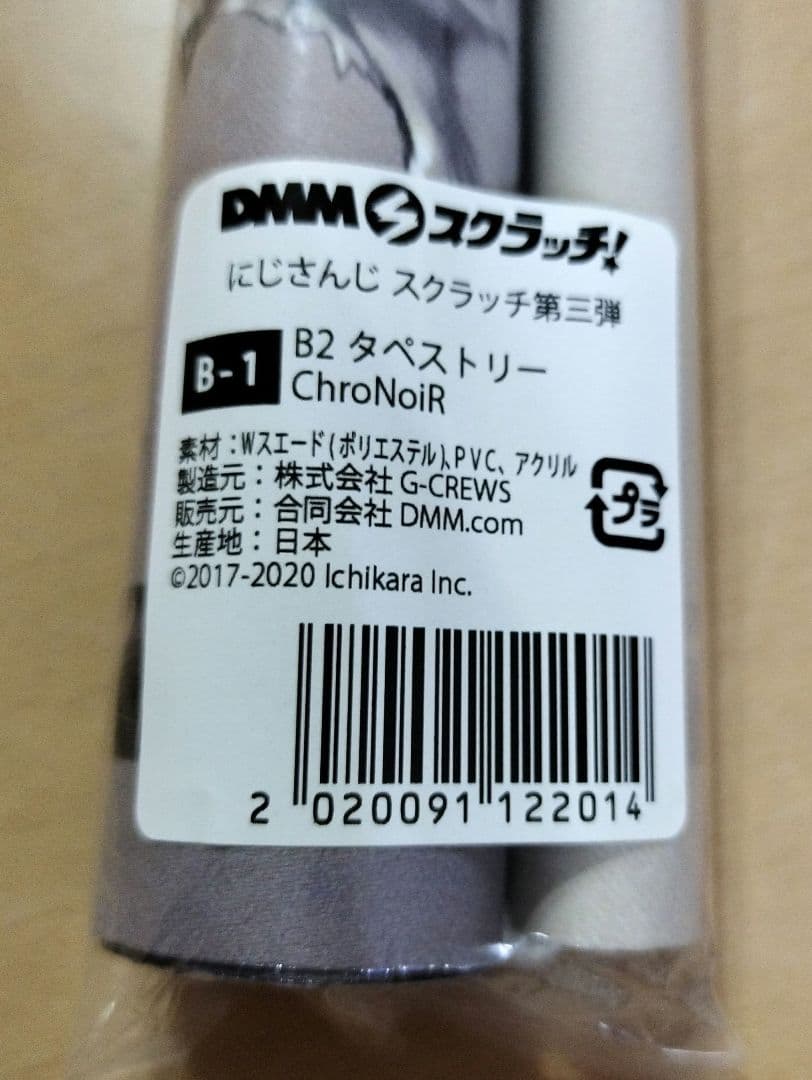 DMM スクラッチ!
にじさんじ スクラッチ第三弾
B-1
B2 タペストリー
ChroNoiR
素材:Wスエード(ポリエステル)、PVC、アクリル
製造元:株式会社 G-CREWS
販売元:合同会社 DMM.com
生産地:日本
©2017-2020 Ichikara Inc.
プラ
2 020091 122014